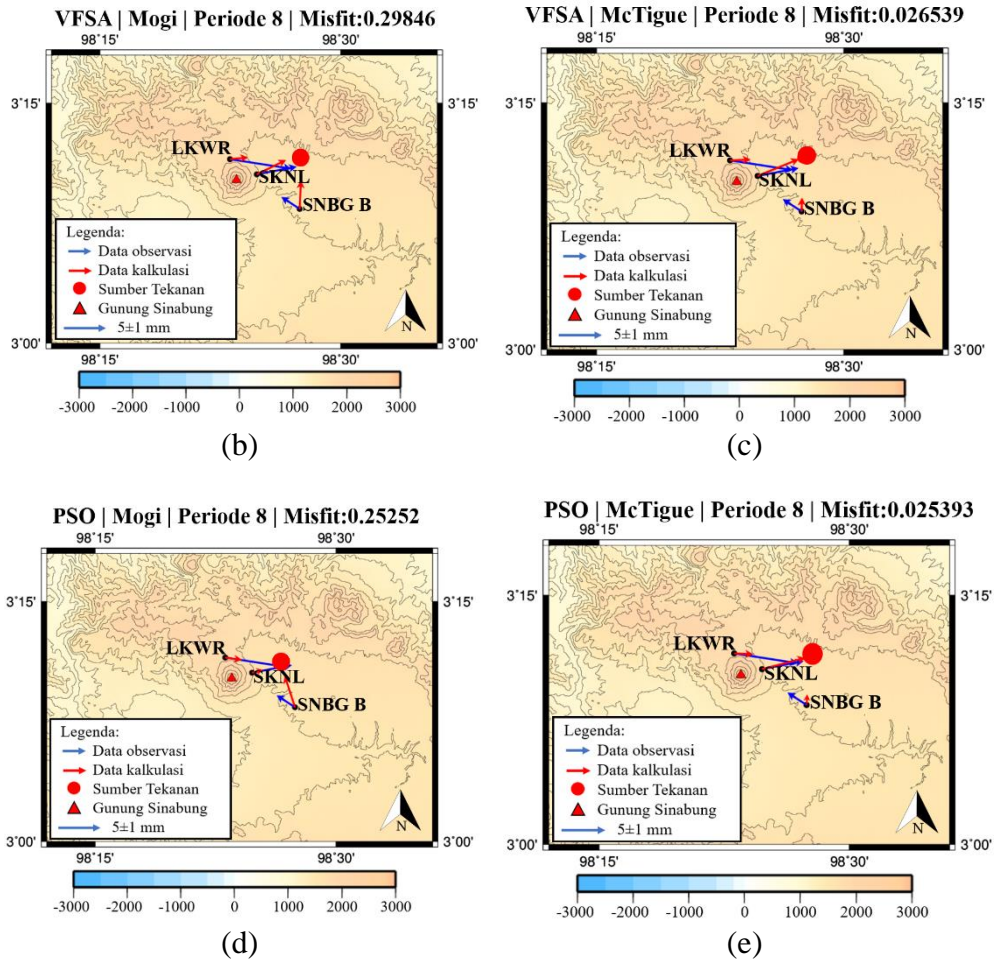 VFSA | Mogi | Periode 8 | Misfit:0.29846
98˚15' 98˚30'
3˚15' 3˚15'
LKWR
SKNL
SNBG B
Legenda:
Data observasi
Data kalkulasi
Sumber Tekanan
Gunung Sinabung
5±1 mm
N
3˚00' 3˚00'
98˚15' 98˚30'
-3000 -2000 -1000 0 1000 2000 3000
(b)
VFSA | McTigue | Periode 8 | Misfit:0.026539
98˚15' 98˚30'
3˚15' 3˚15'
LKWR
SKNL
SNBG B
Legenda:
Data observasi
Data kalkulasi
Sumber Tekanan
Gunung Sinabung
5±1 mm
N
3˚00' 3˚00'
98˚15' 98˚30'
-3000 -2000 -1000 0 1000 2000 3000
(c)
PSO | Mogi | Periode 8 | Misfit:0.25252
98˚15' 98˚30'
3˚15' 3˚15'
LKWR
SKNL
SNBG B
Legenda:
Data observasi
Data kalkulasi
Sumber Tekanan
Gunung Sinabung
5±1 mm
N
3˚00' 3˚00'
98˚15' 98˚30'
-3000 -2000 -1000 0 1000 2000 3000
(d)
PSO | McTigue | Periode 8 | Misfit:0.025393
98˚15' 98˚30'
3˚15' 3˚15'
LKWR
SKNL
SNBG B
Legenda:
Data observasi
Data kalkulasi
Sumber Tekanan
Gunung Sinabung
5±1 mm
N
3˚00' 3˚00'
98˚15' 98˚30'
-3000 -2000 -1000 0 1000 2000 3000
(e)